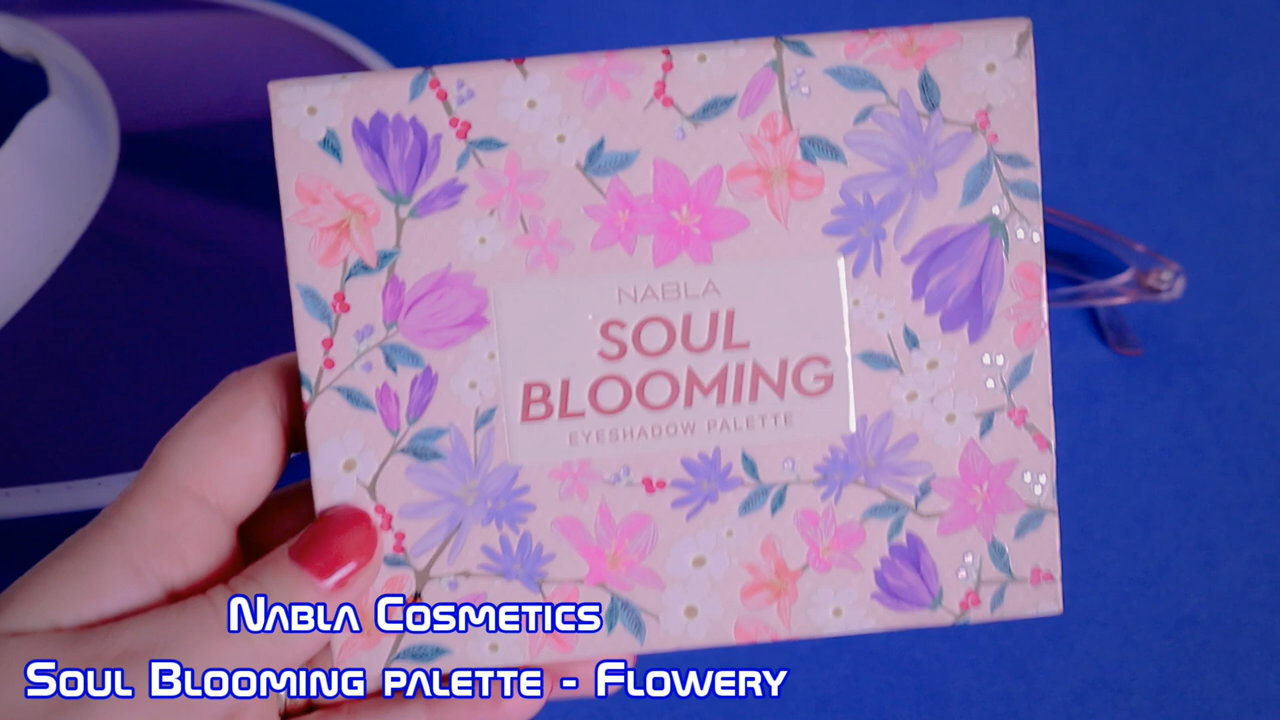 NABLA
SOUL
BLOOMING
EYESHADOW PALETTE
Nabla Cosmetics
Soul Blooming palette - Flowery